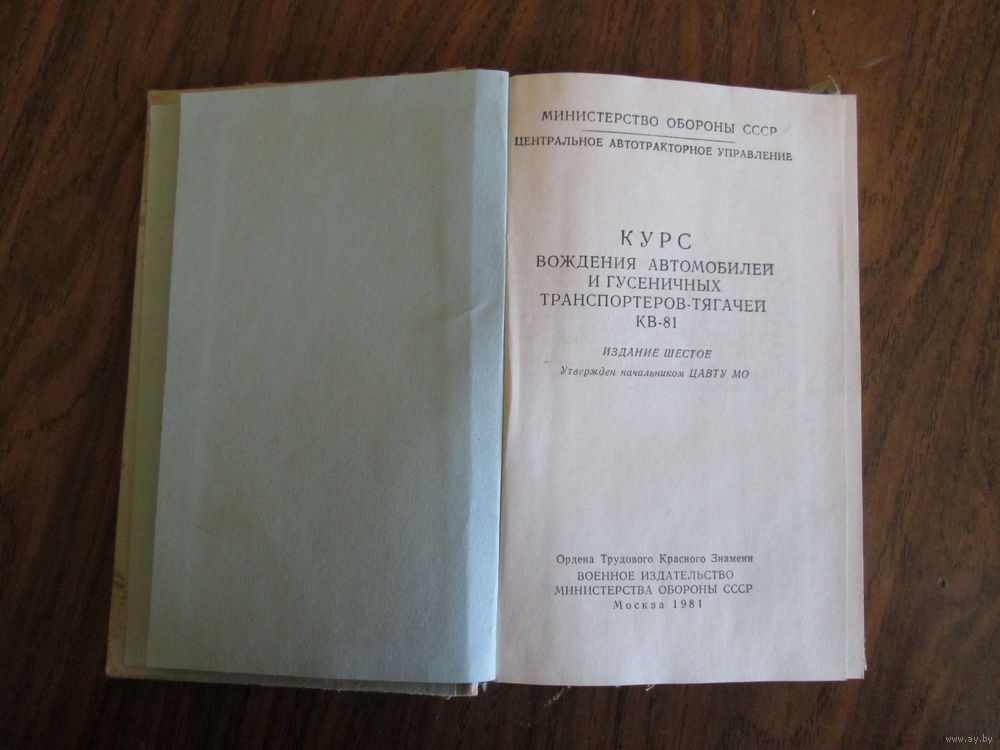 МИНИСТЕРСТВО ОБОРОНЫ СССР
ЦЕНТРАЛЬНОЕ АВТОТРАКТОРНОЕ УПРАВЛЕНИЕ
КУРС
ВОЖДЕНИЯ АВТОМОБИЛЕЙ
И ГУСЕНИЧНЫХ
ТРАНСПОРТЕРОВ-ТЯГАЧЕЙ
КВ-81
ИЗДАНИЕ ШЕСТОЕ
Утвержден начальником ЦАВТУ МО
Ордена Трудового Красного Знамени
ВОЕННОЕ ИЗДАТЕЛЬСТВО
МИНИСТЕРСТВА ОБОРОНЫ СССР
Москва 1981
www.ay.by